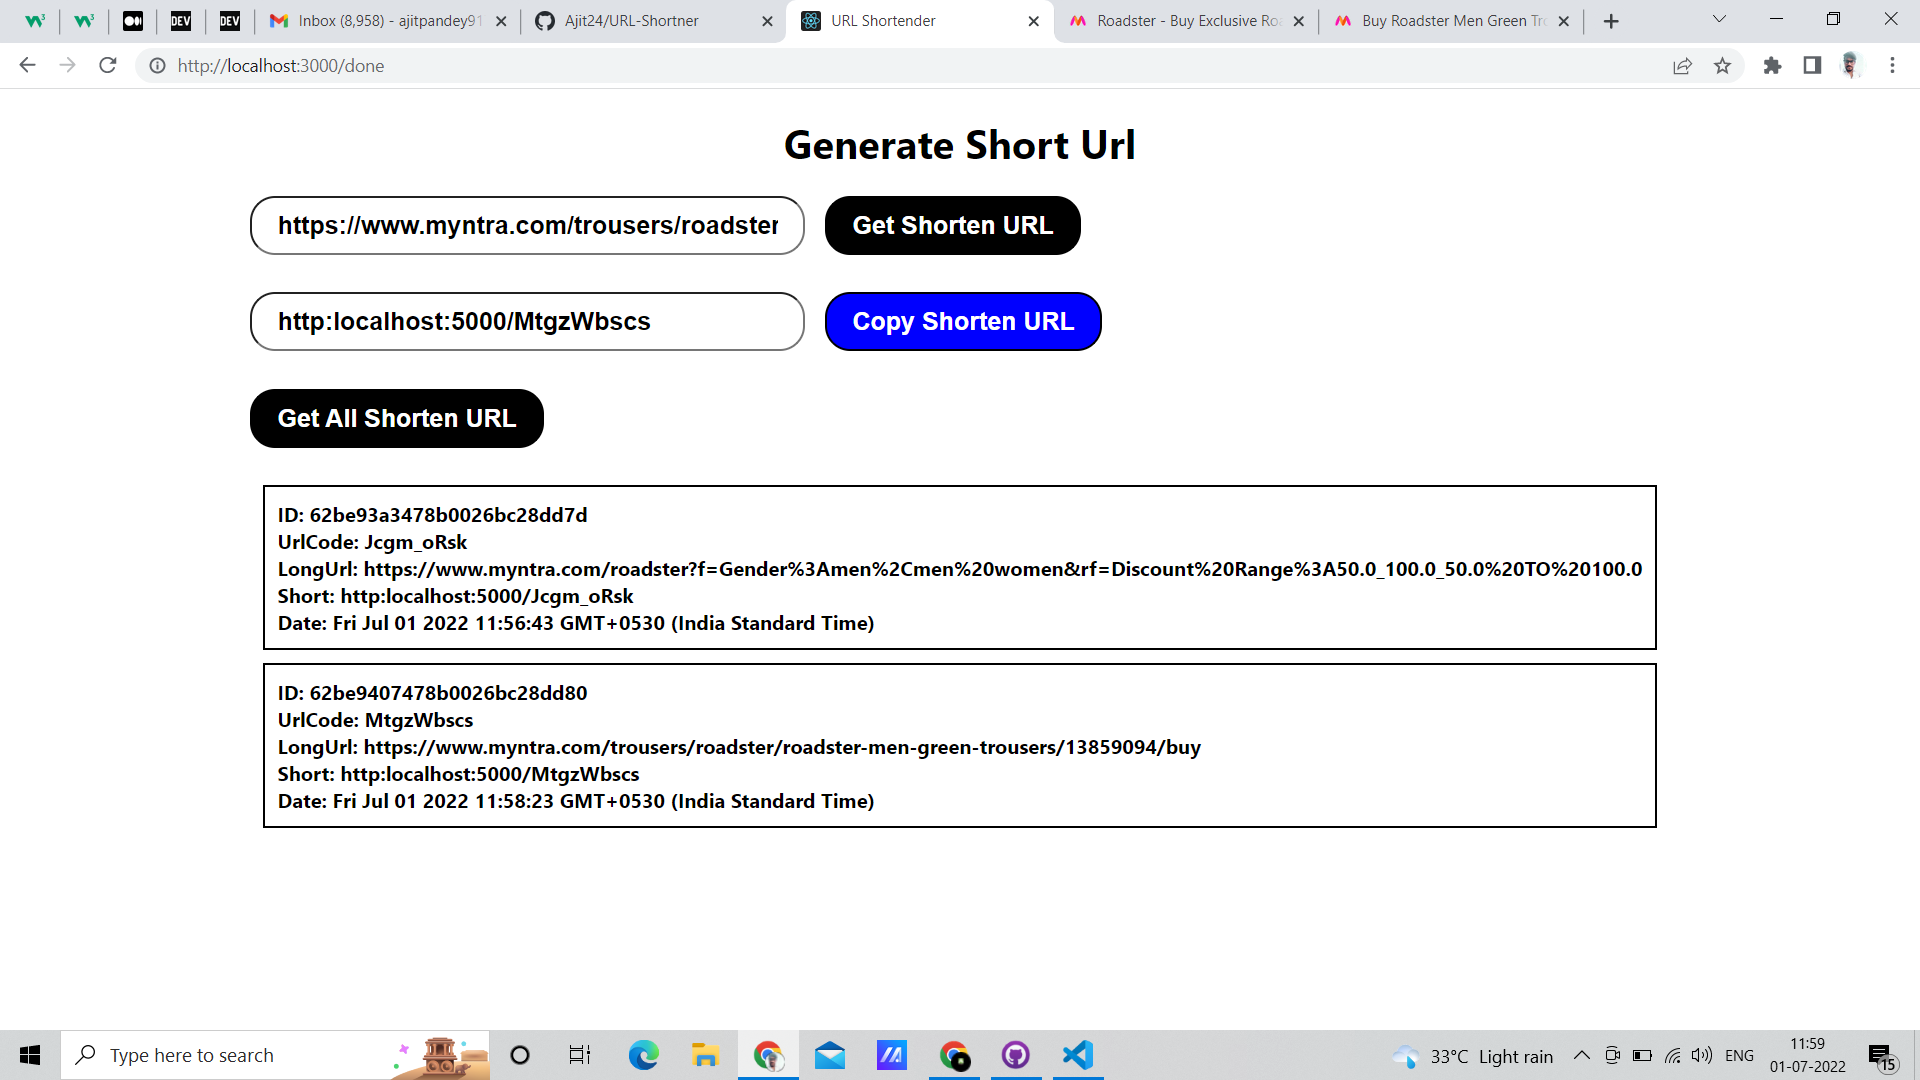 Inbox (8,958) - ajitpandey91
Ajit24/URL-Shortner
URL Shortender
Roadster - Buy Exclusive Roa
Buy Roadster Men Green Tro
http://localhost:3000/done
Generate Short Url
https://www.myntra.com/trousers/roadster
Get Shorten URL
http:localhost:5000/MtgzWbscs
Copy Shorten URL
Get All Shorten URL
ID: 62be93a3478b0026bc28dd7d
UrlCode: Jcgm_oRsk
LongUrl: https://www.myntra.com/roadster?f=Gender%3Amen%2Cmen%20women&rf=Discount%20Range%3A50.0_100.0_50.0%20TO%20100.0
Short: http:localhost:5000/Jcgm_oRsk
Date: Fri Jul 01 2022 11:56:43 GMT+0530 (India Standard Time)
ID: 62be9407478b0026bc28dd80
UrlCode: MtgzWbscs
LongUrl: https://www.myntra.com/trousers/roadster/roadster-men-green-trousers/13859094/buy
Short: http:localhost:5000/MtgzWbscs
Date: Fri Jul 01 2022 11:58:23 GMT+0530 (India Standard Time)
Type here to search
33°C Light rain
ENG
11:59
01-07-2022
15